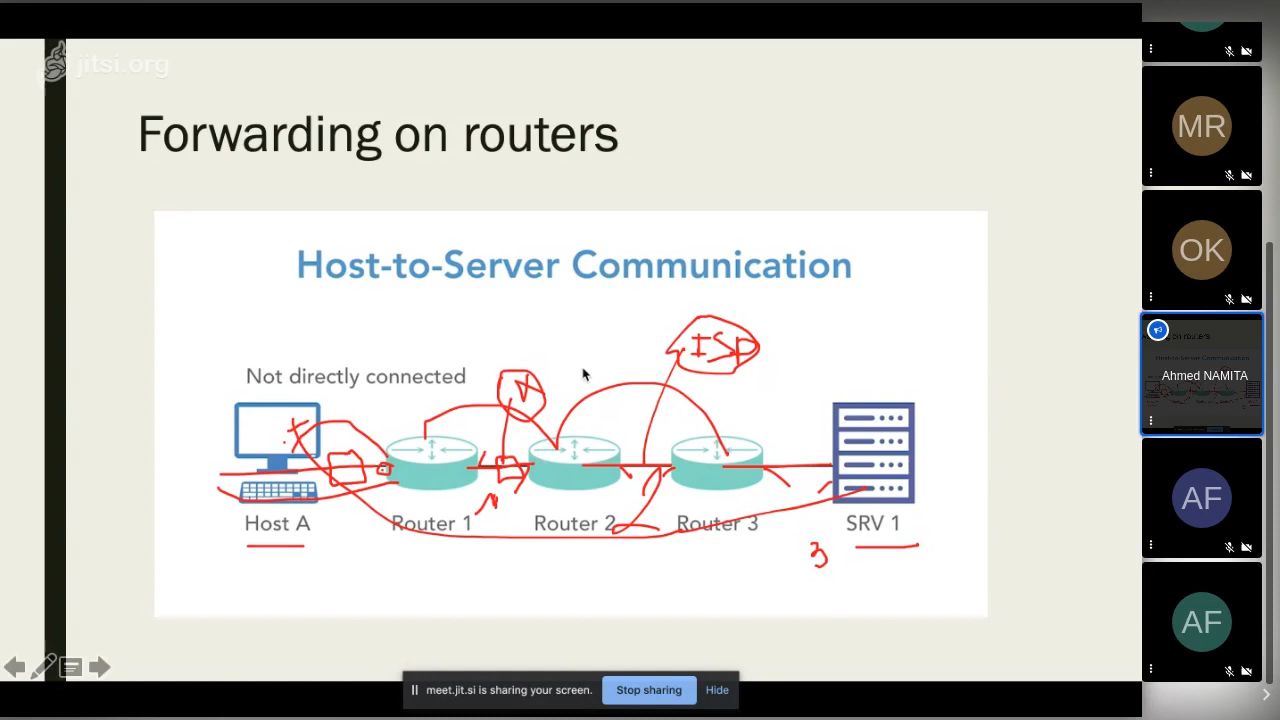 jitsi.org
Forwarding on routers
Host-to-Server Communication
ISP
Not directly connected
Host A
Router 1
Router 2
Router 3
SRV 1
2
3
meet.jit.si is sharing your screen.
Stop sharing
Hide
MR
OK
Ahmed NAMITA
AF
AF